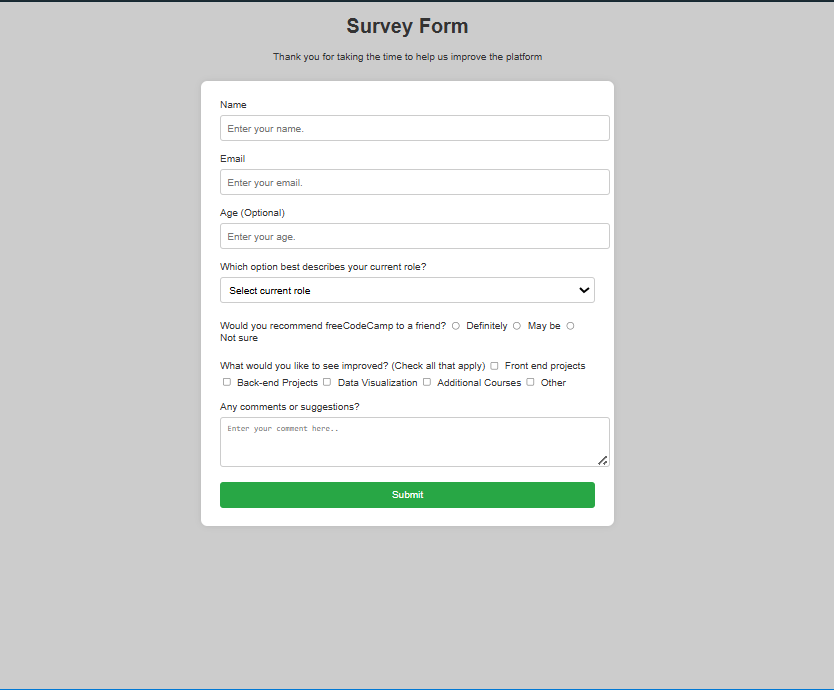 Survey Form
Thank you for taking the time to help us improve the platform
Name
Enter your name.
Email
Enter your email.
Age (Optional)
Enter your age.
Which option best describes your current role?
Select current role
Would you recommend freeCodeCamp to a friend? Definitely May be
Not sure
What would you like to see improved? (Check all that apply) Front end projects
Back-end Projects Data Visualization Additional Courses Other
Any comments or suggestions?
Enter your comment here..
Submit